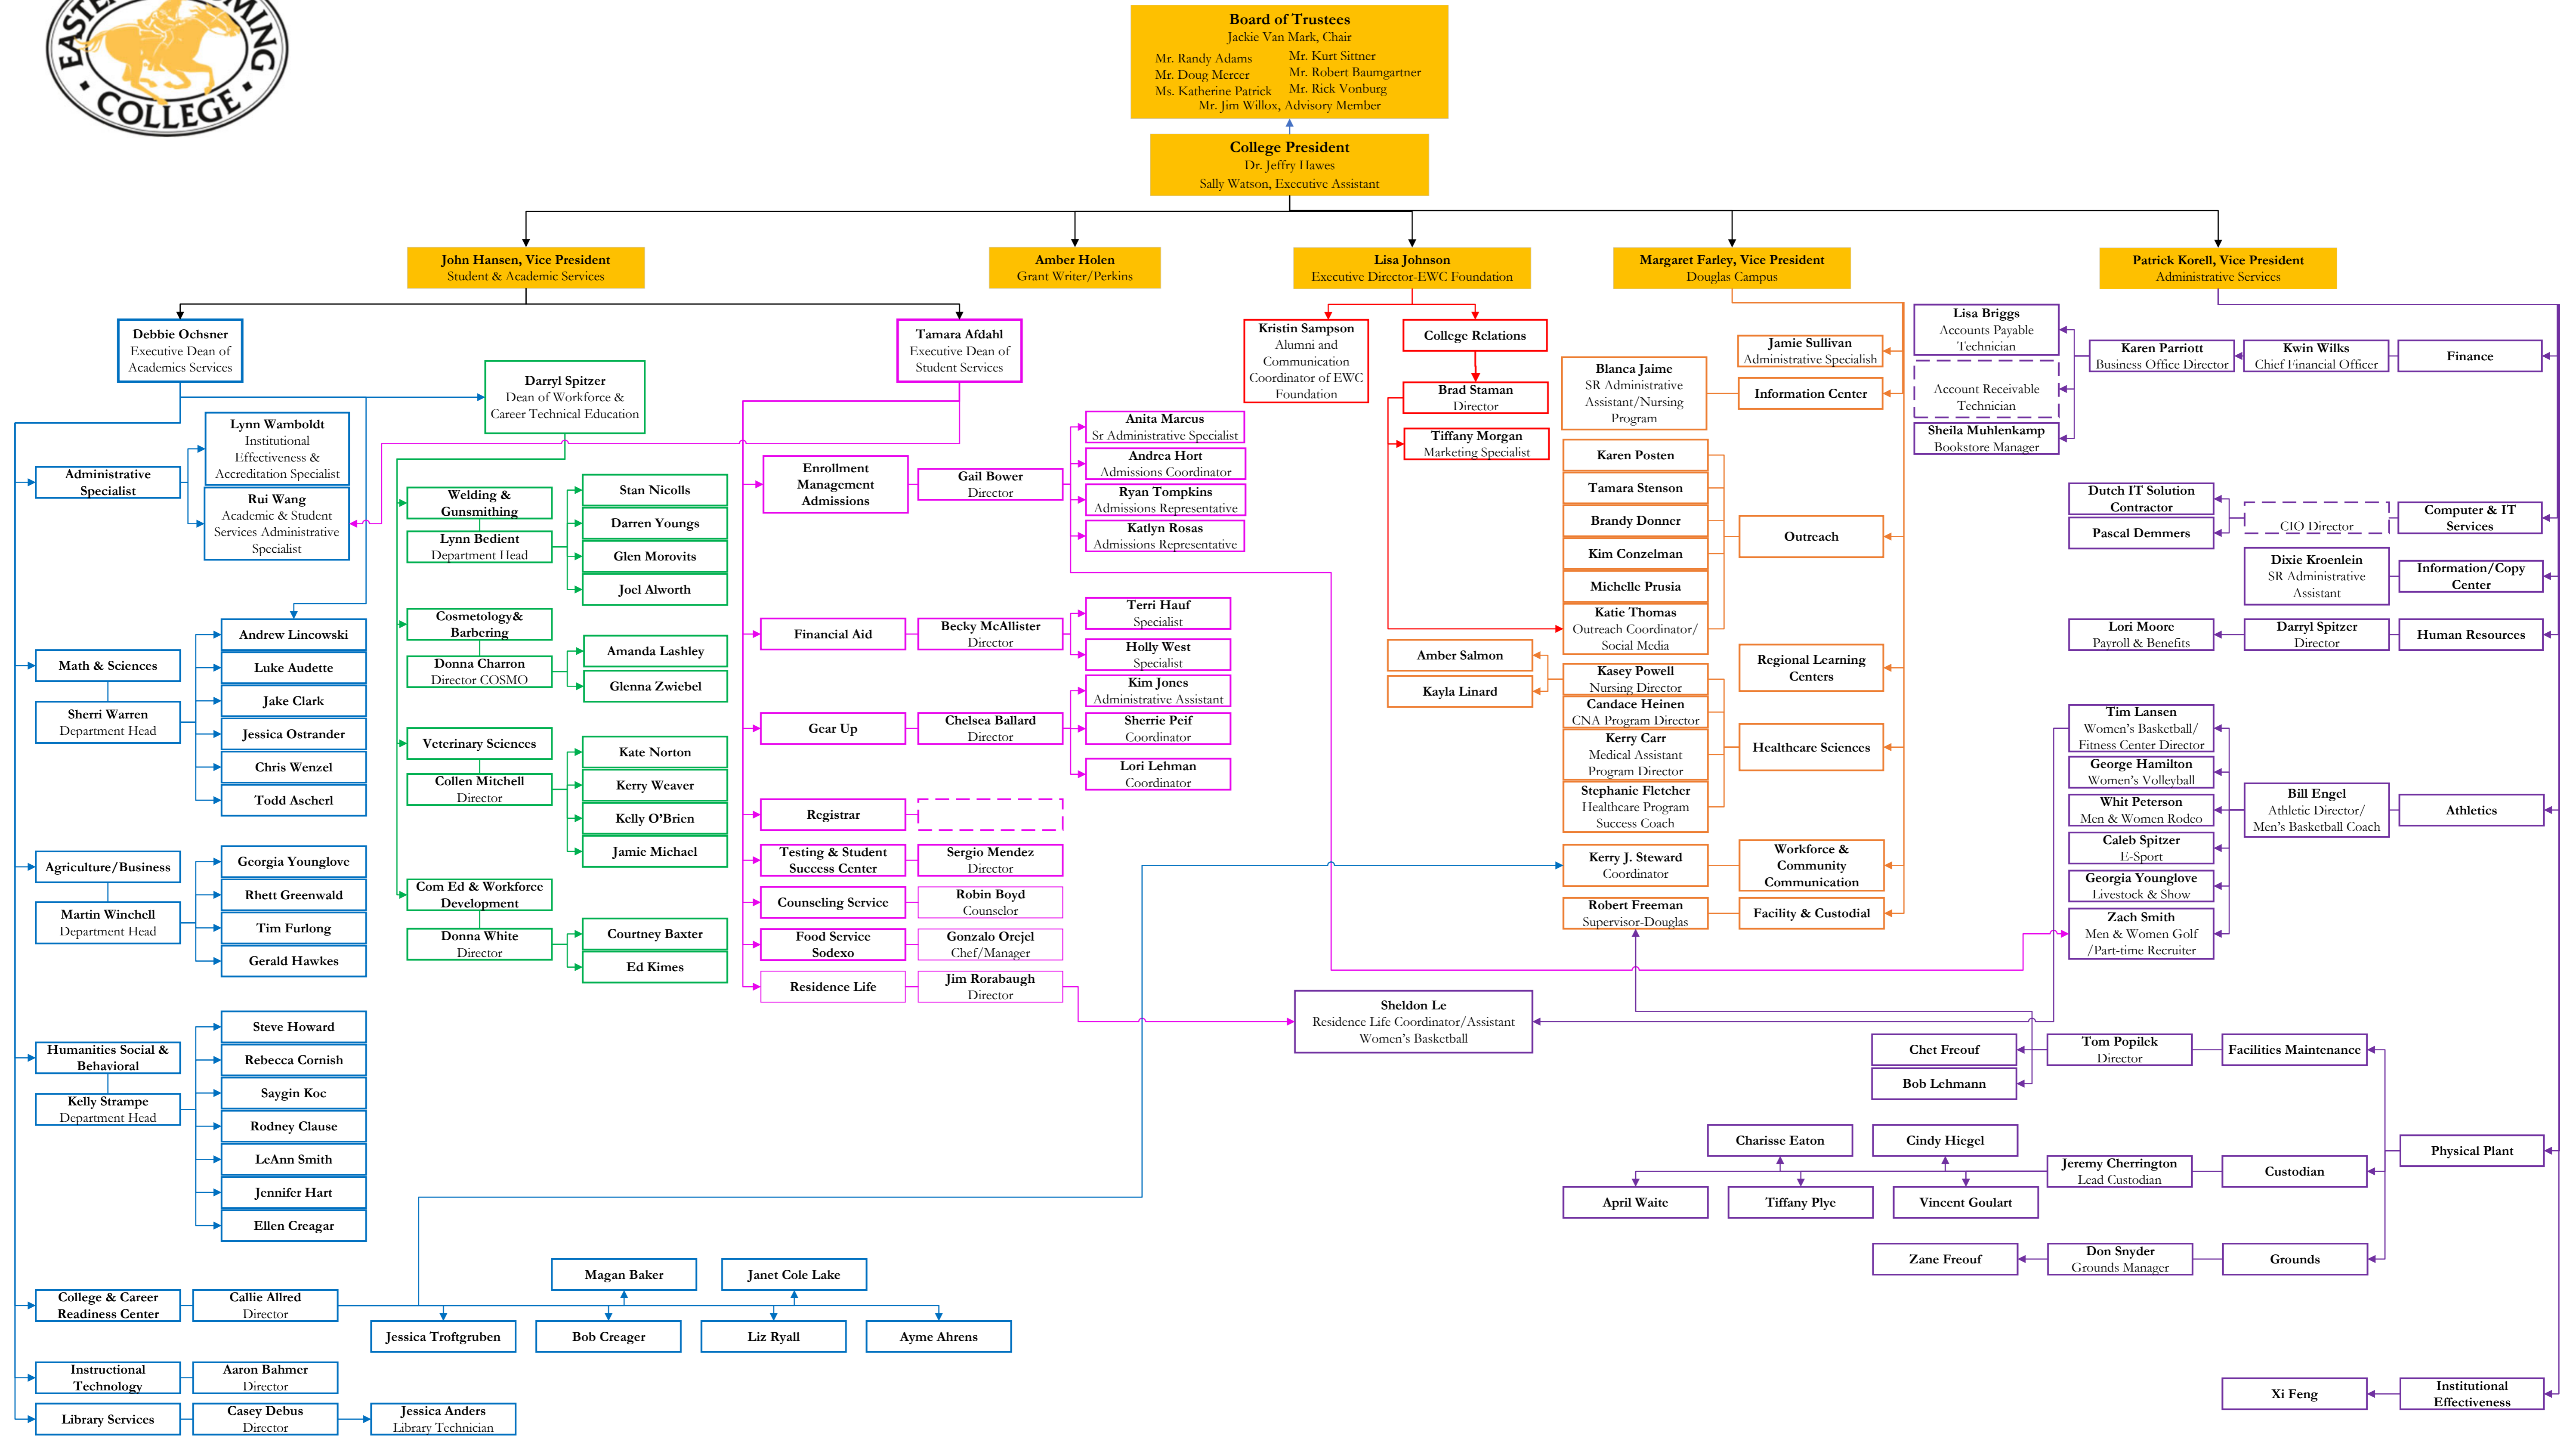 COLLEGE
Board of Trustees
Jackie Van Mark, Chair
Mr. Randy Adams
Mr. Doug Mercer
Ms. Katherine Patrick
Mr. Kurt Sittner
Mr. Robert Baumgartner
Mr. Rick Vonburg
Mr. Jim Willox, Advisory Member
College President
Dr. Jeffry Hawes
Sally Watson, Executive Assistant
John Hansen, Vice President
Student & Academic Services
Amber Holen
Grant Writer/Perkins
Lisa Johnson
Executive Director-EWC Foundation
Margaret Farley, Vice President
Douglas Campus
Patrick Korell, Vice President
Administrative Services
Debbie Ochsner
Executive Dean of
Academics Services
Administrative
Specialist
Lynn Wamboldt
Institutional
Effectiveness &
Accreditation Specialist
Rui Wang
Academic & Student
Services Administrative
Specialist
Math & Sciences
Sherri Warren
Department Head
Andrew Lincowski
Luke Audette
Jake Clark
Jessica Ostrander
Chris Wenzel
Todd Ascherl
Agriculture/Business
Martin Winchell
Department Head
Georgia Younglove
Rhett Greenwald
Tim Furlong
Gerald Hawkes
Humanities Social &
Behavioral
Kelly Strampe
Department Head
Steve Howard
Rebecca Cornish
Saygin Koc
Rodney Clause
LeAnn Smith
Jennifer Hart
Ellen Creagar
College & Career
Readiness Center
Callie Allred
Director
Magan Baker
Janet Cole Lake
Jessica Troftgruben
Bob Creager
Liz Ryall
Ayme Ahrens
Instructional
Technology
Aaron Bahmer
Director
Library Services
Casey Debus
Director
Jessica Anders
Library Technician
Darryl Spitzer
Dean of Workforce &
Career Technical Education
Welding &
Gunsmithing
Lynn Bedient
Department Head
Stan Nicolls
Darren Youngs
Glen Morovits
Joel Alworth
Cosmetology&
Barbering
Donna Charron
Director COSMO
Amanda Lashley
Glenna Zwiebel
Veterinary Sciences
Collen Mitchell
Director
Kate Norton
Kerry Weaver
Kelly O’Brien
Jamie Michael
Com Ed & Workforce
Development
Donna White
Director
Courtney Baxter
Ed Kimes
Tamara Afdahl
Executive Dean of
Student Services
Enrollment
Management
Admissions
Gail Bower
Director
Anita Marcus
Sr Administrative Specialist
Andrea Hort
Admissions Coordinator
Ryan Tompkins
Admissions Representative
Katlyn Rosas
Admissions Representative
Financial Aid
Becky McAllister
Director
Terri Hauf
Specialist
Holly West
Specialist
Gear Up
Chelsea Ballard
Director
Kim Jones
Administrative Assistant
Sherrie Peif
Coordinator
Lori Lehman
Coordinator
Registrar
Testing & Student
Success Center
Sergio Mendez
Director
Counseling Service
Robin Boyd
Counselor
Food Service
Sodexo
Gonzalo Orejel
Chef/Manager
Residence Life
Jim Rorabaugh
Director
Kristin Sampson
Alumni and
Communication
Coordinator of EWC
Foundation
College Relations
Brad Staman
Director
Tiffany Morgan
Marketing Specialist
Jamie Sullivan
Administrative Specialish
Blanca Jaime
SR Administrative
Assistant/Nursing
Program
Information Center
Karen Posten
Tamara Stenson
Brandy Donner
Kim Conzelman
Michelle Prusia
Katie Thomas
Outreach Coordinator/
Social Media
Outreach
Regional Learning
Centers
Amber Salmon
Kayla Linard
Kasey Powell
Nursing Director
Candace Heinen
CNA Program Director
Kerry Carr
Medical Assistant
Program Director
Stephanie Fletcher
Healthcare Program
Success Coach
Healthcare Sciences
Kerry J. Steward
Coordinator
Workforce &
Community
Communication
Robert Freeman
Supervisor-Douglas
Facility & Custodial
Sheldon Le
Residence Life Coordinator/Assistant
Women’s Basketball
Lisa Briggs
Accounts Payable
Technician
Account Receivable
Technician
Sheila Muhlenkamp
Bookstore Manager
Karen Parriott
Business Office Director
Kwin Wilks
Chief Financial Officer
Finance
Dutch IT Solution
Contractor
Pascal Demmers
CIO Director
Computer & IT
Services
Dixie Kroenlein
SR Administrative
Assistant
Information/Copy
Center
Lori Moore
Payroll & Benefits
Darryl Spitzer
Director
Human Resources
Tim Lansen
Women’s Basketball/
Fitness Center Director
George Hamilton
Women’s Volleyball
Whit Peterson
Men & Women Rodeo
Caleb Spitzer
E-Sport
Georgia Younglove
Livestock & Show
Zach Smith
Men & Women Golf
/Part-time Recruiter
Bill Engel
Athletic Director/
Men’s Basketball Coach
Athletics
Chet Freouf
Bob Lehmann
Tom Popilek
Director
Facilities Maintenance
Physical Plant
Charisse Eaton
Cindy Hiegel
April Waite
Tiffany Plye
Vincent Goulart
Jeremy Cherrington
Lead Custodian
Custodian
Zane Freouf
Don Snyder
Grounds Manager
Grounds
Xi Feng
Institutional
Effectiveness